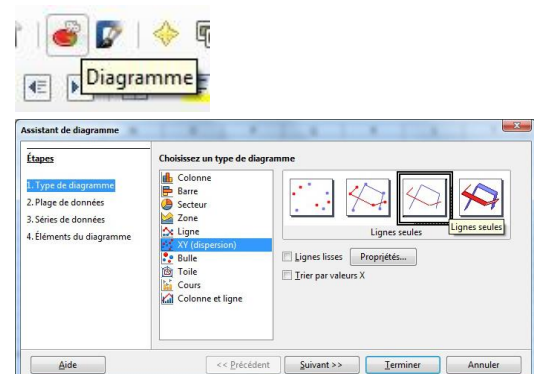 Diagramme
Assistant de diagramme
Étapes
1. Type de diagramme
2. Plage de données
3. Séries de données
4. Éléments du diagramme
Choisissez un type de diagramme
Colonne
Barre
Secteur
Zone
Ligne
XY (dispersion)
Bulle
Toile
Cours
Colonne et ligne
Lignes seules
Lignes seules
Lignes lisses
Propriétés...
Trier par valeurs X
Aide
<< Précédent
Suivant >>
Terminer
Annuler